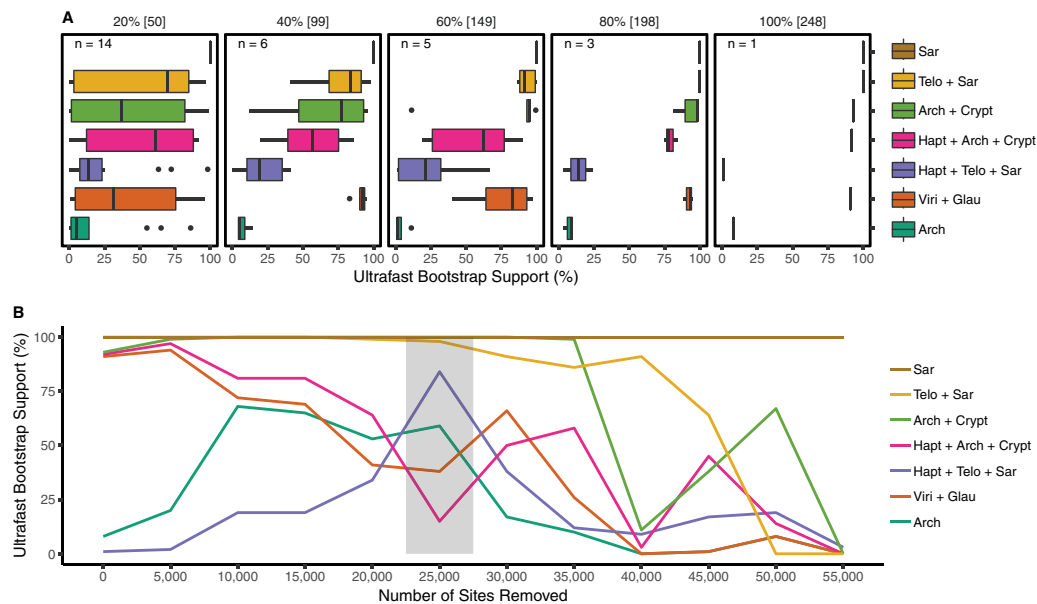 A
20% [50] 40% [99] 60% [149] 80% [198] 100% [248]
n = 14 n = 6 n = 5 n = 3 n = 1
Sar
Telo + Sar
Arch + Crypt
Hapt + Arch + Crypt
Hapt + Telo + Sar
Viri + Glau
Arch
0 25 50 75 100 0 25 50 75 100 0 25 50 75 100 0 25 50 75 100 0 25 50 75 100
Ultrafast Bootstrap Support (%)
B
Ultrafast Bootstrap Support (%)
100
75
50
25
0
Sar
Telo + Sar
Arch + Crypt
Hapt + Arch + Crypt
Hapt + Telo + Sar
Viri + Glau
Arch
0 5,000 10,000 15,000 20,000 25,000 30,000 35,000 40,000 45,000 50,000 55,000
Number of Sites Removed